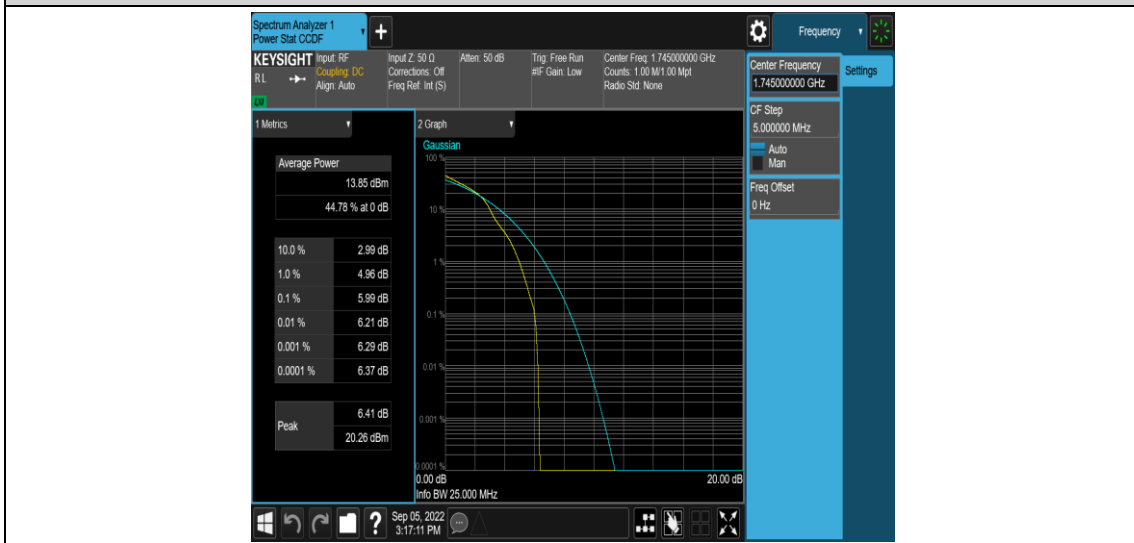 Spectrum Analyzer 1
Power Stat CCDF
Frequency
KEYSIGHT
RL
Input: RF
Coupling: DC
Align: Auto
Input Z: 50 Ω
Corrections: Off
Freq Ref: Int (S)
Atten: 50 dB
Trig: Free Run
#IF Gain: Low
Center Freq: 1.745000000 GHz
Counts: 1.00 M/1.00 Mpt
Radio Std: None
Center Frequency
1.745000000 GHz
Settings
CF Step
5.000000 MHz
Auto
Man
Freq Offset
0 Hz
1 Metrics
Average Power
13.85 dBm
44.78 % at 0 dB
10.0 % 2.99 dB
1.0 % 4.96 dB
0.1 % 5.99 dB
0.01 % 6.21 dB
0.001 % 6.29 dB
0.0001 % 6.37 dB
Peak
6.41 dB
20.26 dBm
2 Graph
Gaussian
100 %
10 %
1 %
0.1 %
0.01 %
0.001 %
0.0001 %
0.00 dB 20.00 dB
Info BW 25.000 MHz
?
Sep 05, 2022
3:17:11 PM